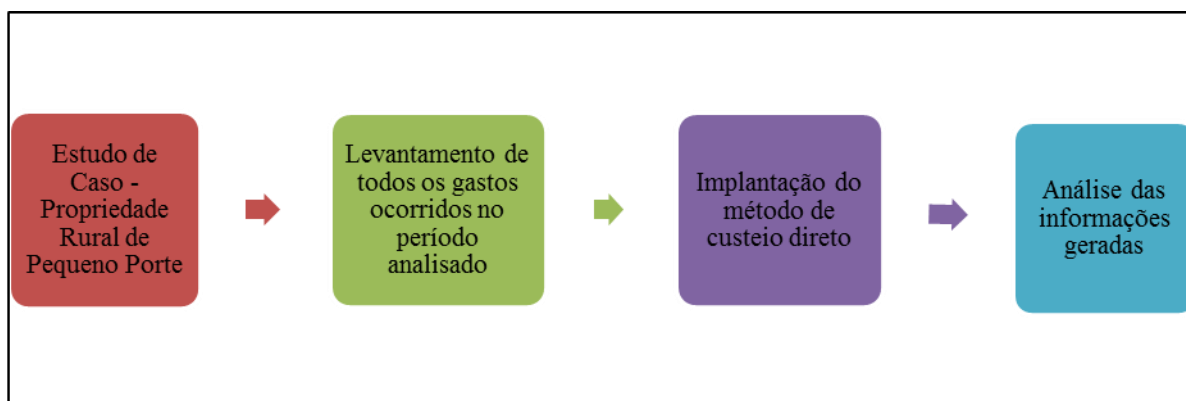 Estudo de
Caso -
Propriedade
Rural de
Pequeno Porte
Levantamento de
todos os gastos
ocorridos no
período
analisado
Implantação do
método de
custeio direto
Análise das
informações
geradas